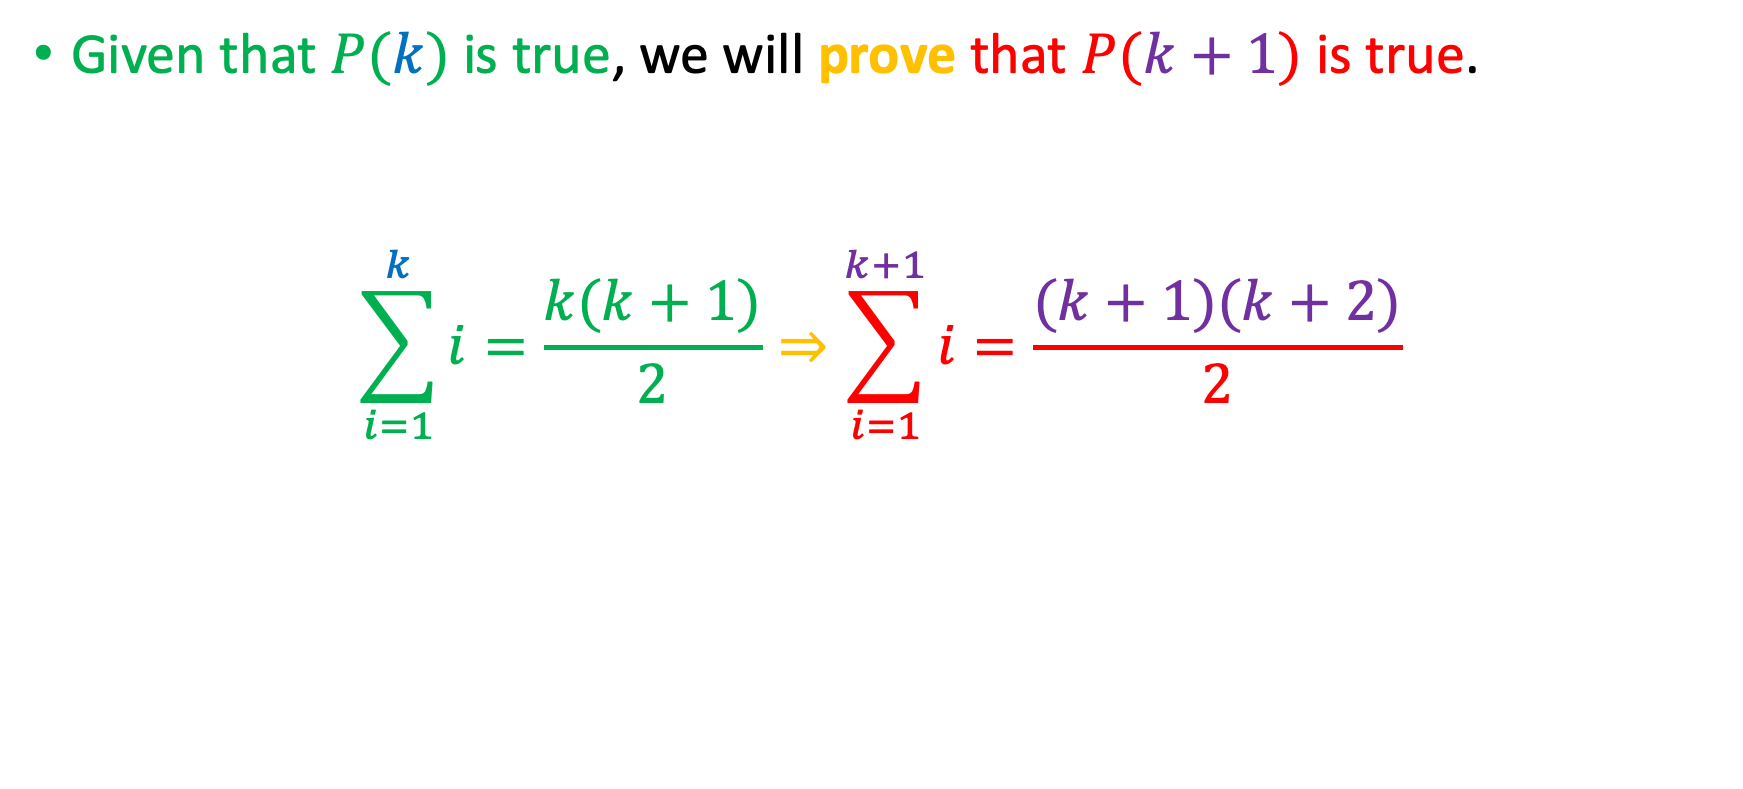 • Given that P(k) is true, we will prove that P(k + 1) is true.
∑_{i=1}^{k} i = k(k + 1)/2 ⇒ ∑_{i=1}^{k+1} i = (k + 1)(k + 2)/2